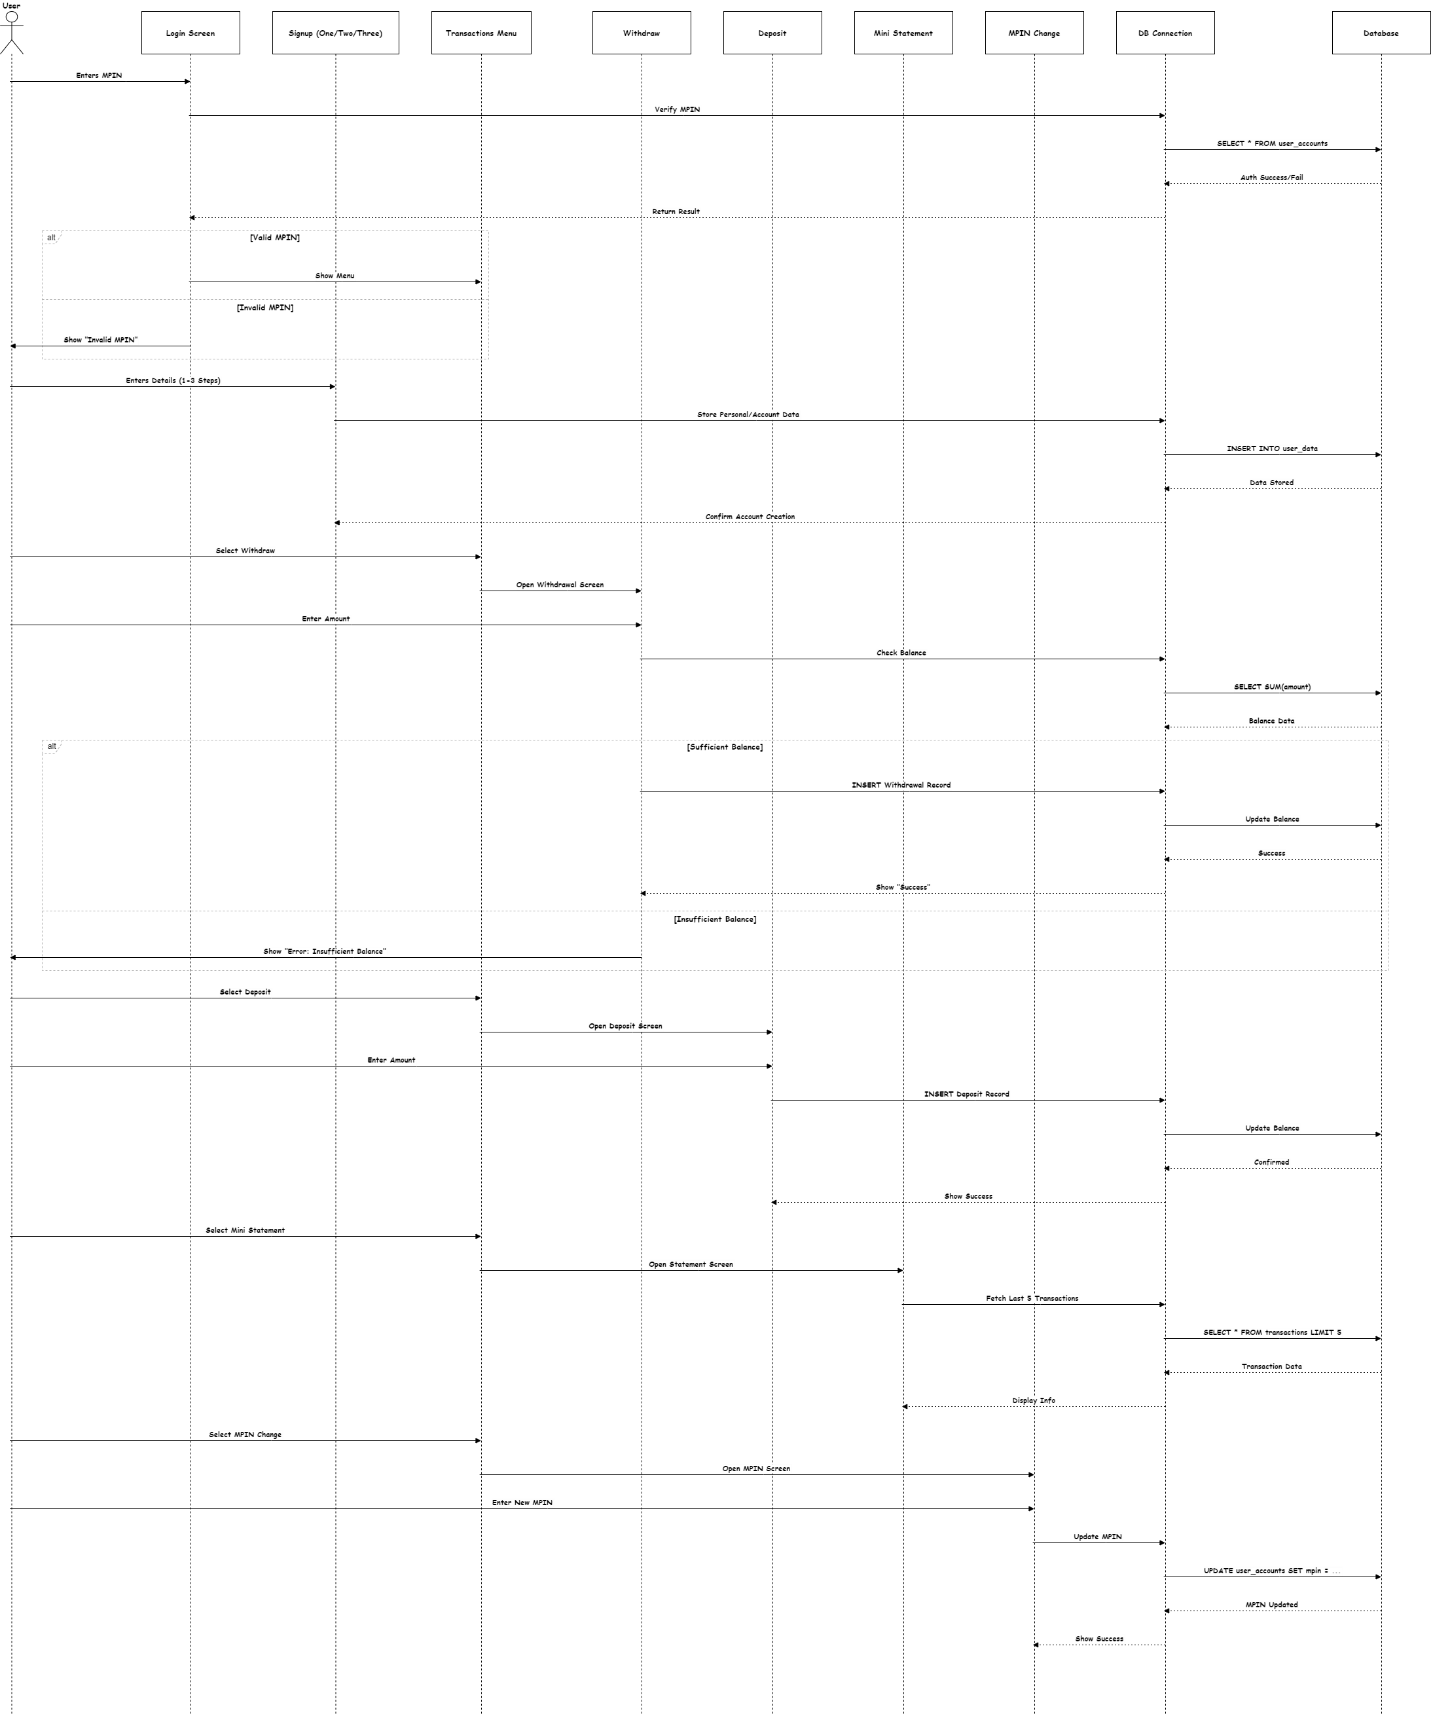 User
Login Screen
Signup (One/Two/Three)
Transactions Menu
Withdraw
Deposit
Mini Statement
MPIN Change
DB Connection
Database
Enters MPIN
Verify MPIN
SELECT * FROM user_accounts
Auth Success/Fail
Return Result
alt
[Valid MPIN]
Show Menu
[Invalid MPIN]
Show "Invalid MPIN"
Enters Details (1-3 Steps)
Store Personal/Account Data
INSERT INTO user_data
Data Stored
Confirm Account Creation
Select Withdraw
Open Withdrawal Screen
Enter Amount
Check Balance
SELECT SUM(amount)
Balance Data
alt
[Sufficient Balance]
INSERT Withdrawal Record
Update Balance
Success
Show "Success"
[Insufficient Balance]
Show "Error: Insufficient Balance"
Select Deposit
Open Deposit Screen
Enter Amount
INSERT Deposit Record
Update Balance
Confirmed
Show Success
Select Mini Statement
Open Statement Screen
Fetch Last 5 Transactions
SELECT * FROM transactions LIMIT 5
Transaction Data
Display Info
Select MPIN Change
Open MPIN Screen
Enter New MPIN
Update MPIN
UPDATE user_accounts SET mpin = ...
MPIN Updated
Show Success